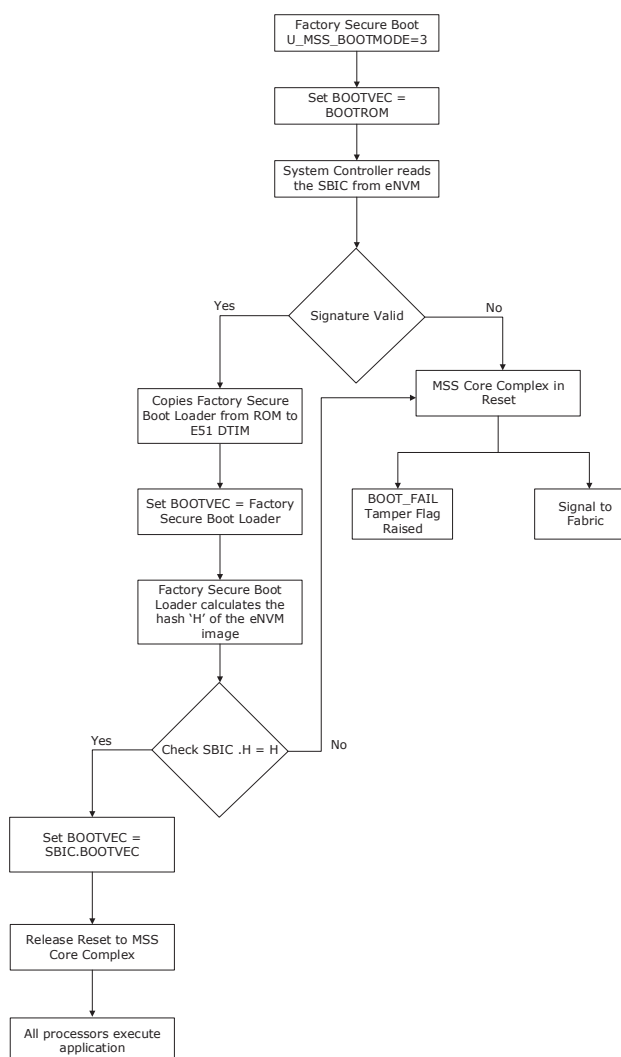 Factory Secure Boot
U_MSS_BOOTMODE=3
Set BOOTVEC =
BOOTROM
System Controller reads
the SBIC from eNVM
Signature Valid
Yes
No
Copies Factory Secure
Boot Loader from ROM to
E51 DTIM
MSS Core Complex in
Reset
Set BOOTVEC = Factory
Secure Boot Loader
BOOT_FAIL
Tamper Flag
Raised
Signal to
Fabric
Factory Secure Boot
Loader calculates the
hash ‘H’ of the eNVM
image
Check SBIC .H = H
Yes
No
Set BOOTVEC =
SBIC.BOOTVEC
Release Reset to MSS
Core Complex
All processors execute
application